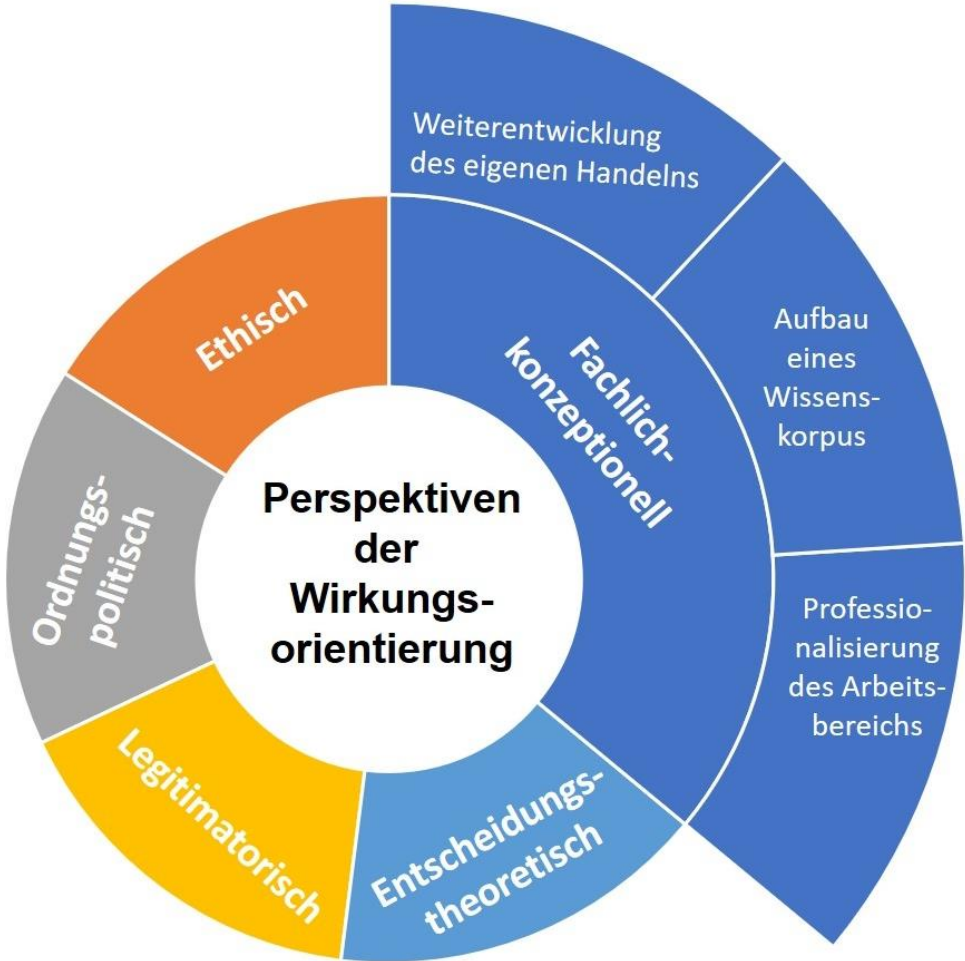 Perspektiven
der
Wirkungs-
orientierung
Fachlich-
konzeptionell
Weiterentwicklung
des eigenen Handelns
Aufbau
eines
Wissens-
korpus
Professio-
nalisierung
des Arbeits-
bereichs
Entscheidungs-
theoretisch
Legitimatorisch
Ordnungs-
politisch
Ethisch